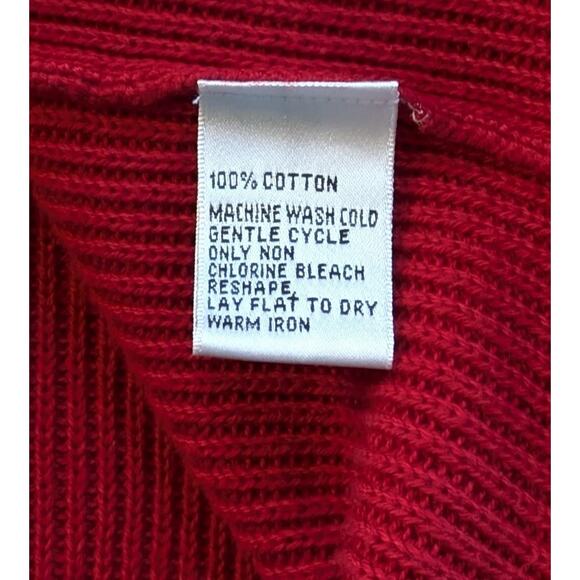 100% COTTON
MACHINE WASH COLD
GENTLE CYCLE
ONLY NON
CHLORINE BLEACH
RESHAPE,
LAY FLAT TO DRY
WARM IRON